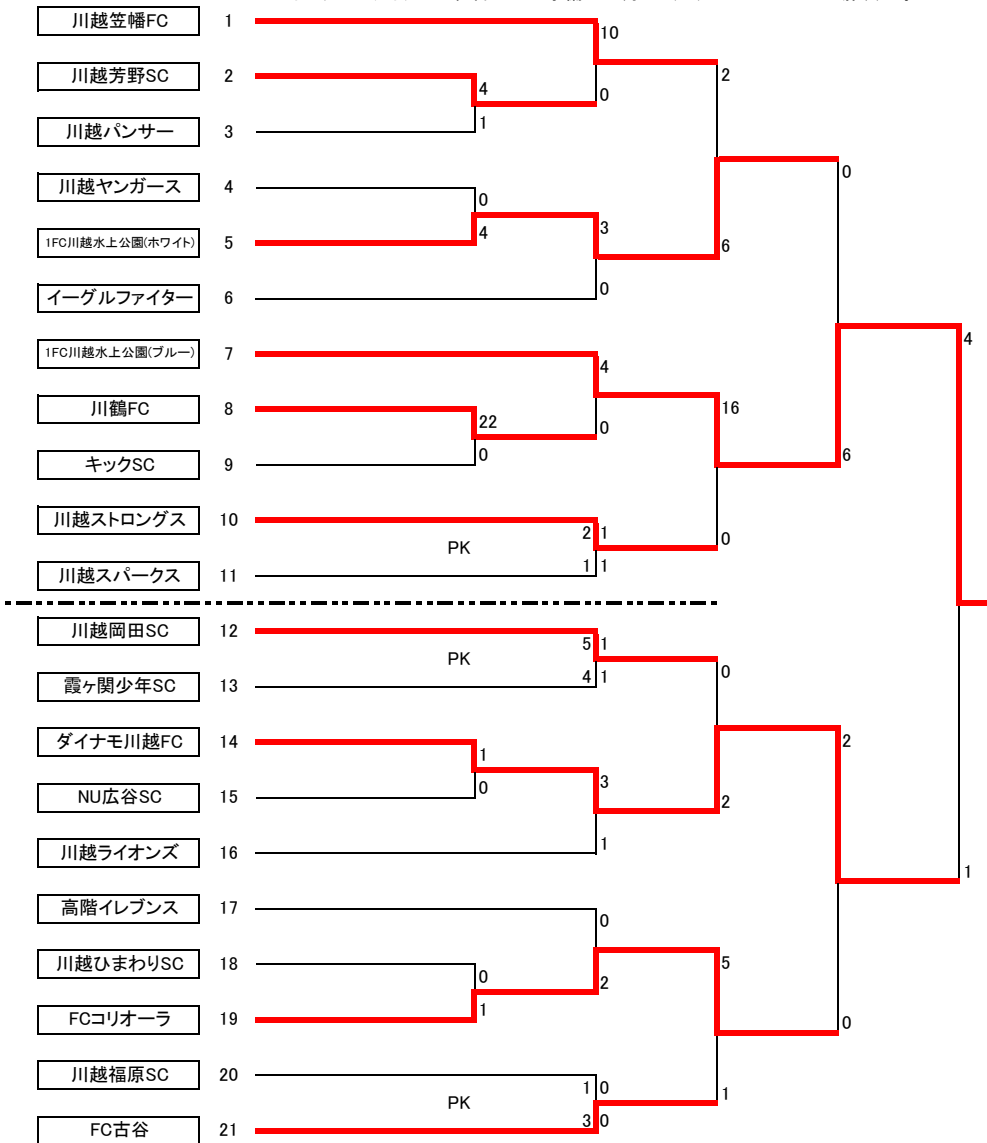 川越笠幡FC 1
10
川越芳野SC 2
2
4
0
川越パンサー 3
1
川越ヤンガース 4
0
0
1FC川越水上公園(ホワイト) 5
4
3
6
イーグルファイター 6
0
1FC川越水上公園(ブルー) 7
4
4
川鶴FC 8
16
22
0
キックSC 9
0
6
川越ストロングス 10
2 1
0
PK
1 1
川越スパークス 11
川越岡田SC 12
5 1
PK
0
4 1
霞ヶ関少年SC 13
ダイナモ川越FC 14
2
1
3
NU広谷SC 15
0
2
川越ライオンズ 16
1
1
高階イレブンス 17
0
川越ひまわりSC 18
5
0
2
FCコリオーラ 19
1
0
川越福原SC 20
1 0
1
PK
3 0
FC古谷 21